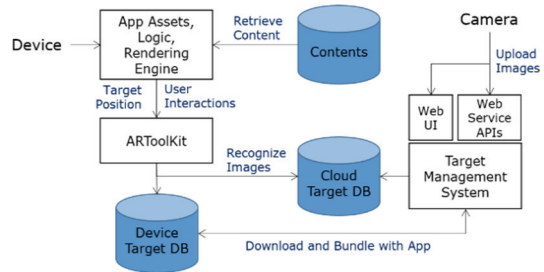 Device
App Assets,
Logic,
Rendering
Engine
Retrieve
Content
Contents
Camera
Upload
Images
Target
Position
User
Interactions
Web
UI
Web
Service
APIs
ARToolKit
Recognize
Images
Cloud
Target DB
Target
Management
System
Device
Target DB
Download and Bundle with App